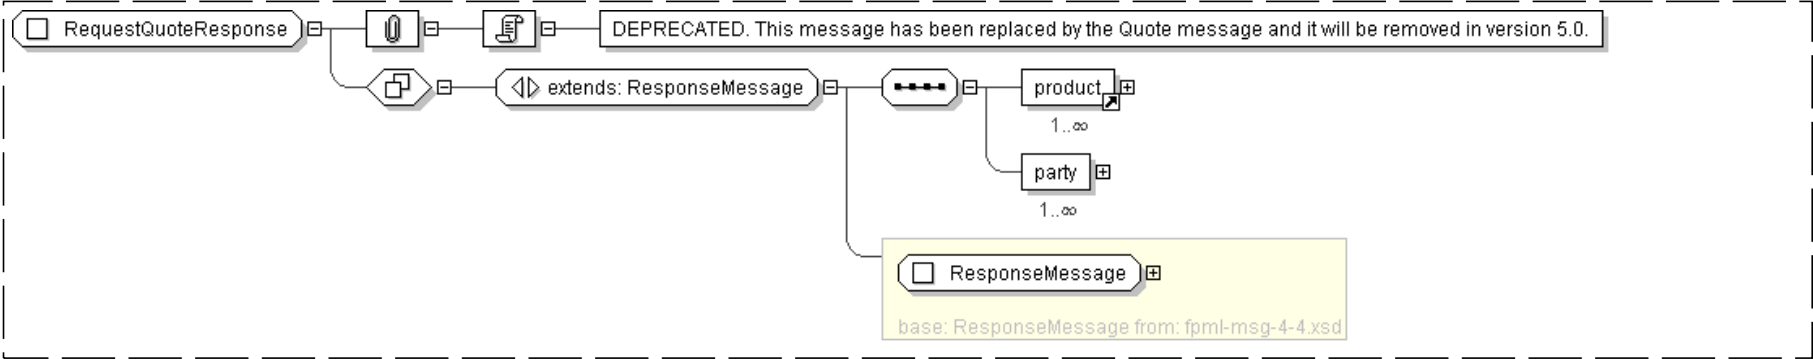 RequestQuoteResponse
DEPRECATED. This message has been replaced by the Quote message and it will be removed in version 5.0.
extends: ResponseMessage
product
1..∞
party
1..∞
ResponseMessage
base: ResponseMessage from: fpml-msg-4-4.xsd